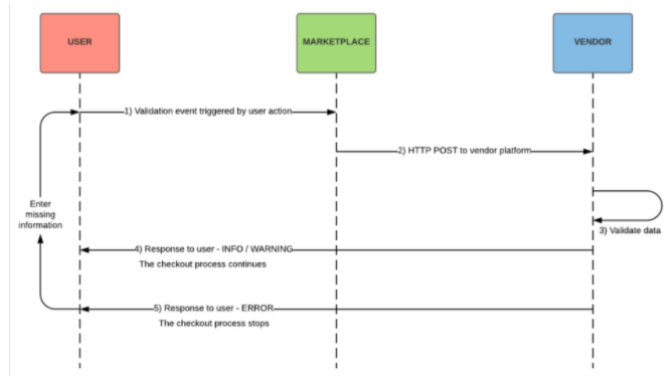 USER
MARKETPLACE
VENDOR
1) Validation event triggered by user action
2) HTTP POST to vendor platform
Enter
missing
information
3) Validate data
4) Response to user - INFO / WARNING
The checkout process continues
5) Response to user - ERROR
The checkout process stops